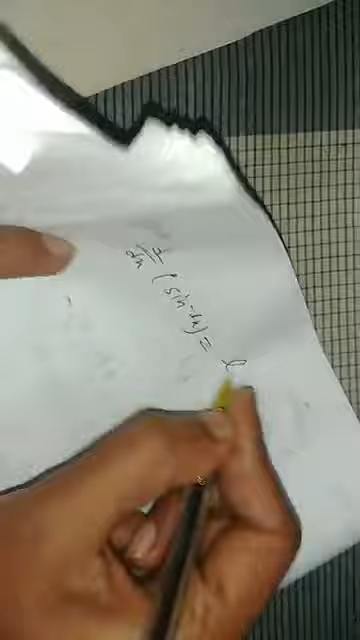 d/dx (sin⁻¹x) =